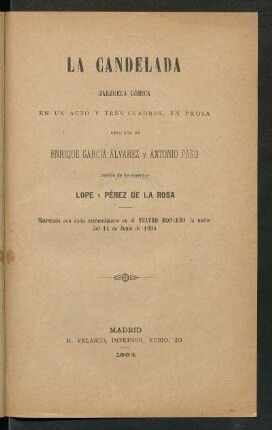 LA CANDELADA
ZARZUELA CÓMICA
EN UN ACTO Y TRES CUADROS, EN PROSA
ORIGINAL DE
ENRIQUE GARCÍA ÁLVAREZ Y ANTONIO PASO
música de los maestros
LOPE Y PÉREZ DE LA ROSA
Estrenada con éxito extraordinario en el TEATRO MODERNO la noche
del 14 de Junio de 1894
MADRID
R. VELASCO, IMPRESOR, RUBIO, 20
1894